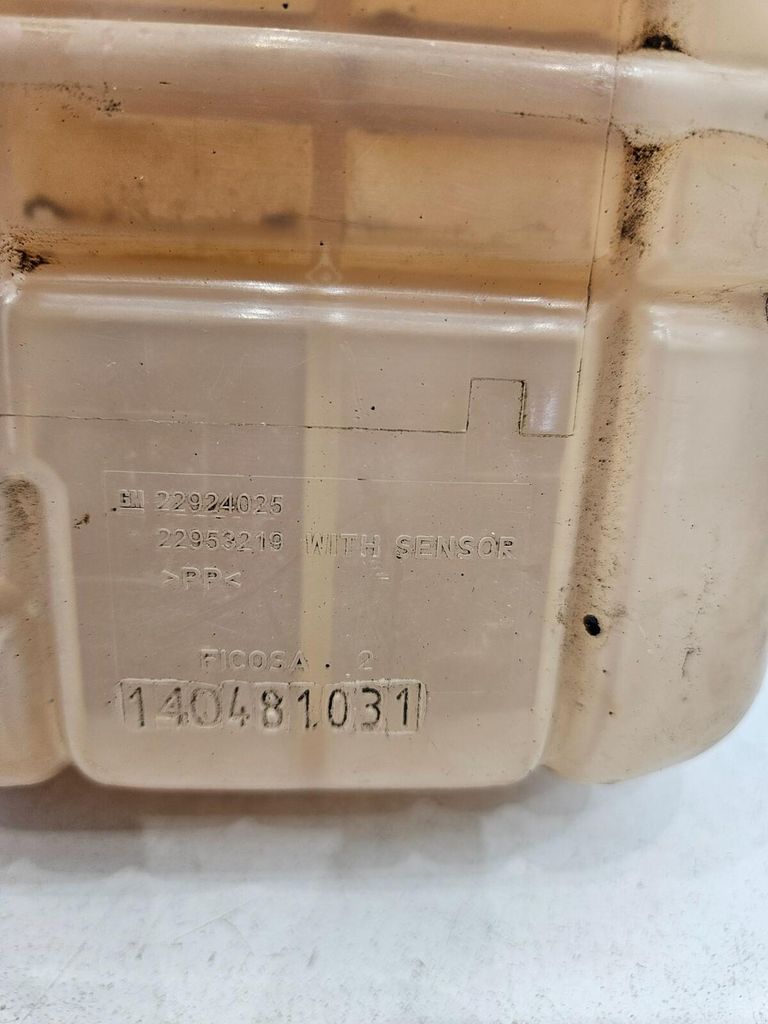 GM 22924025
22953219 WITH SENSOR
>PP<
FICOSA . 2
140481031